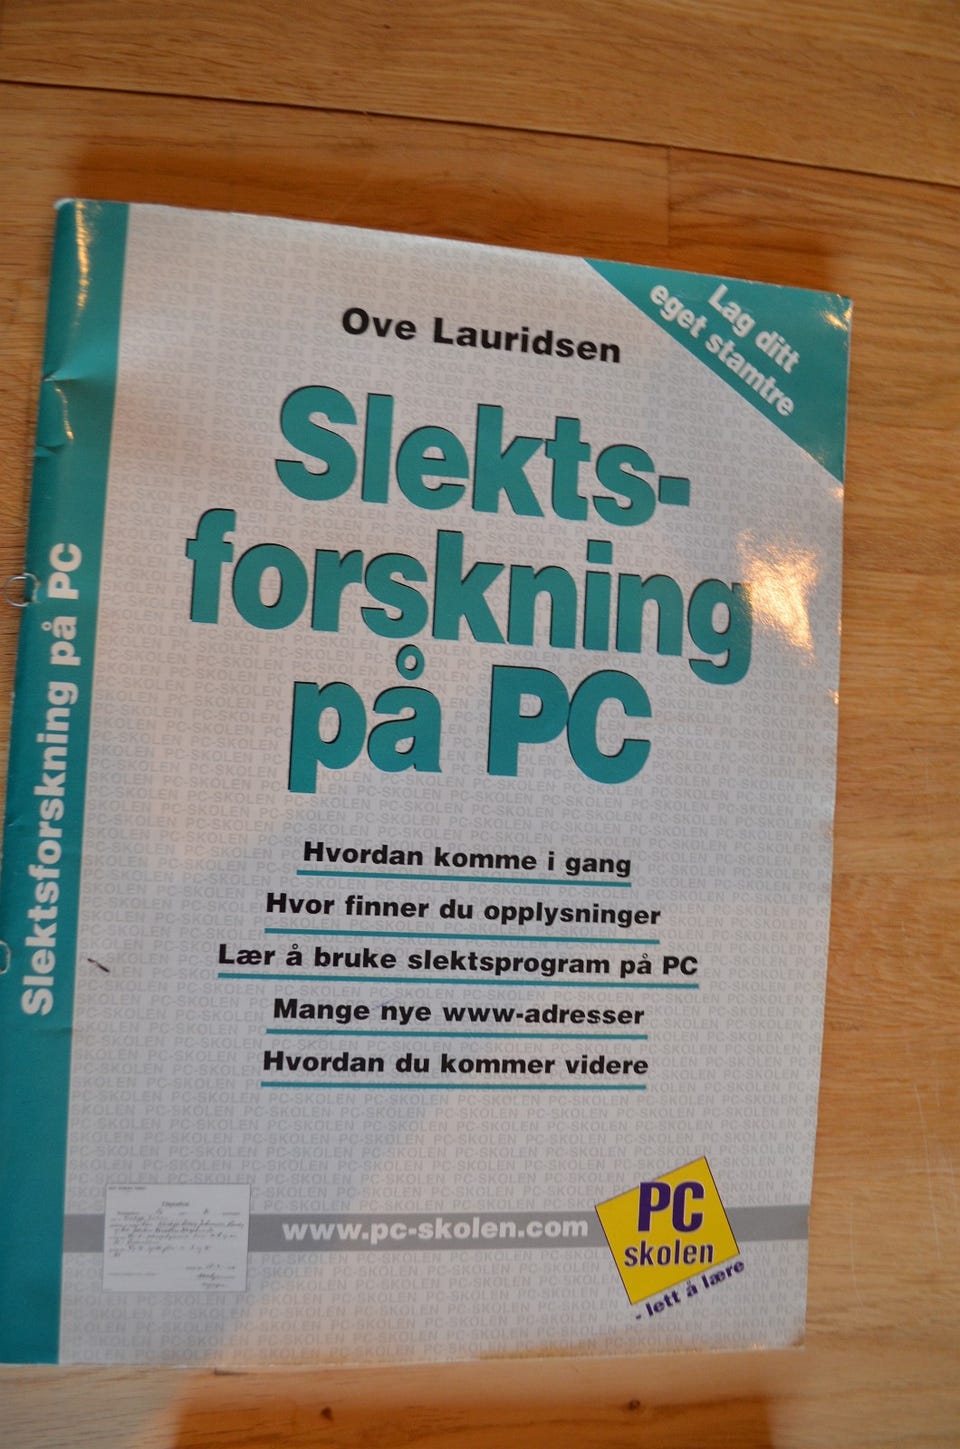 Ove Lauridsen
Lag ditt
eget stamtre
Slekts-
forskning
på PC
Hvordan komme i gang
Hvor finner du opplysninger
Lær å bruke slektsprogram på PC
Mange nye www-adresser
Hvordan du kommer videre
www.pc-skolen.com
PC
skolen
- lett å lære
Slektsforskning på PC